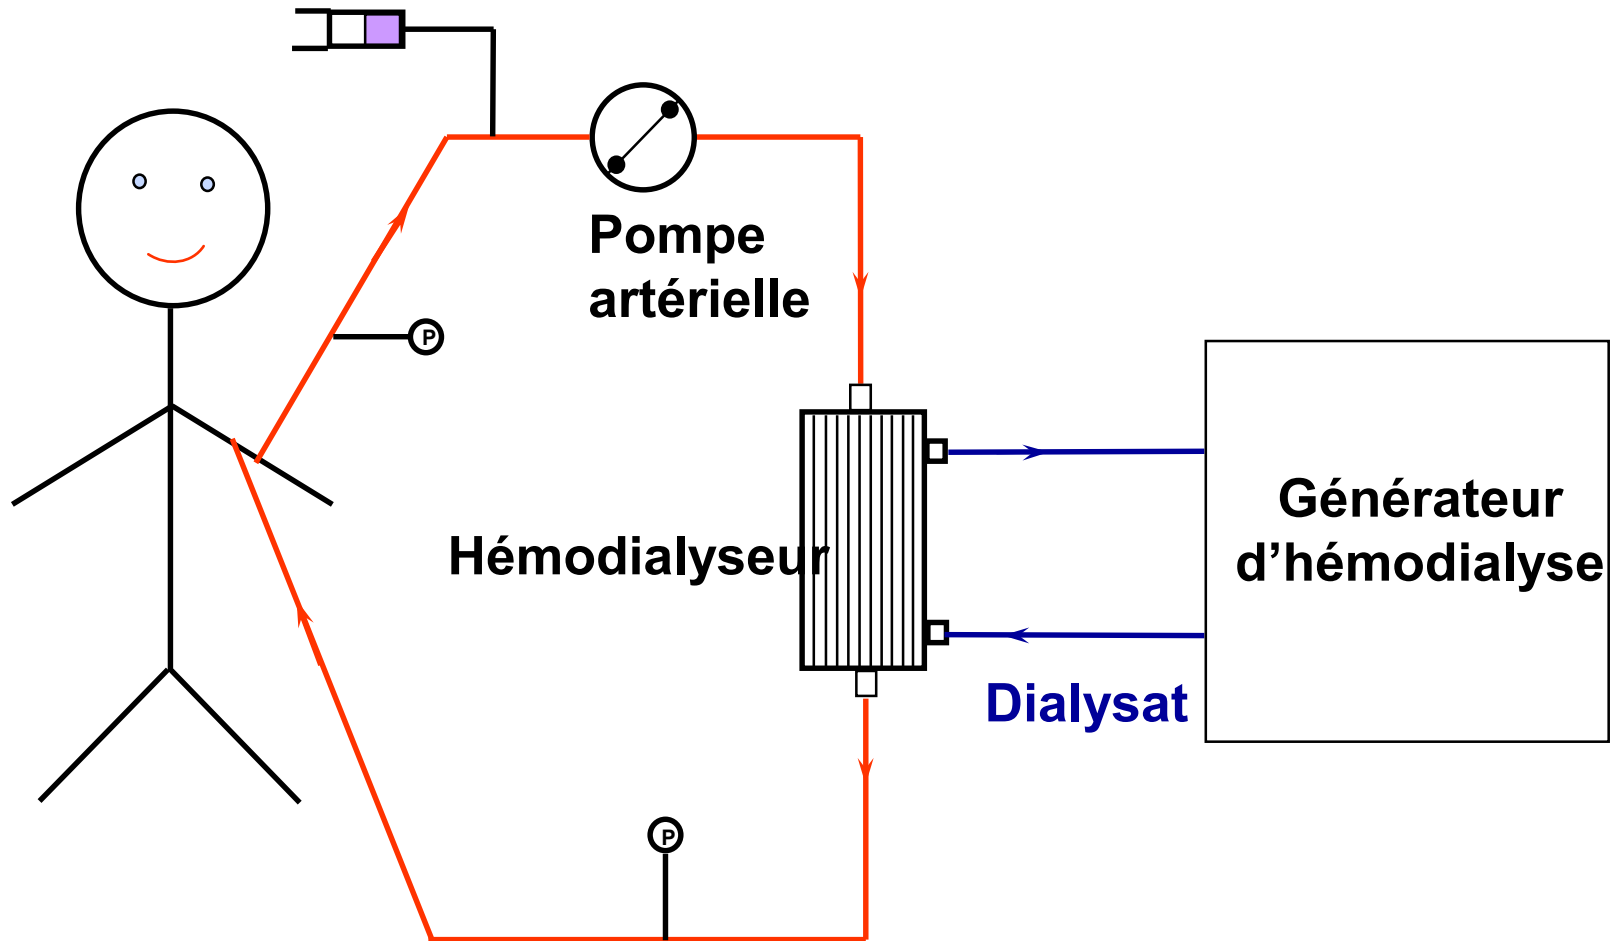 Pompe
artérielle
P
Hémodialyseur
Générateur
d’hémodialyse
Dialysat
P